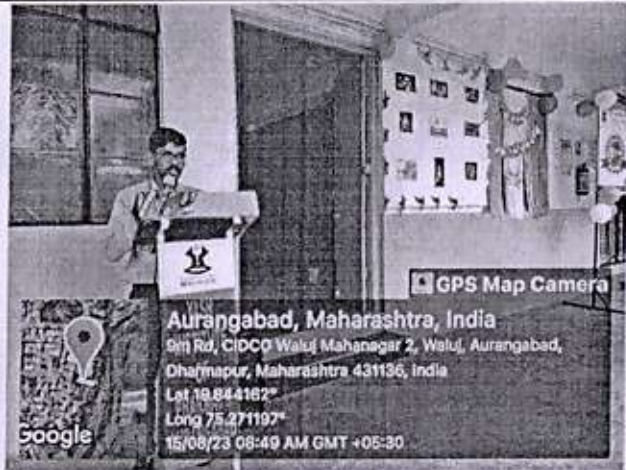 GPS Map Camera
Aurangabad, Maharashtra, India
9m Rd, CIDCO Waluj Mahanagar 2, Waluj, Aurangabad,
Dharmapur, Maharashtra 431136, India
Lat 19.844162°
Long 75.271197°
15/08/23 08:49 AM GMT +05:30
Google